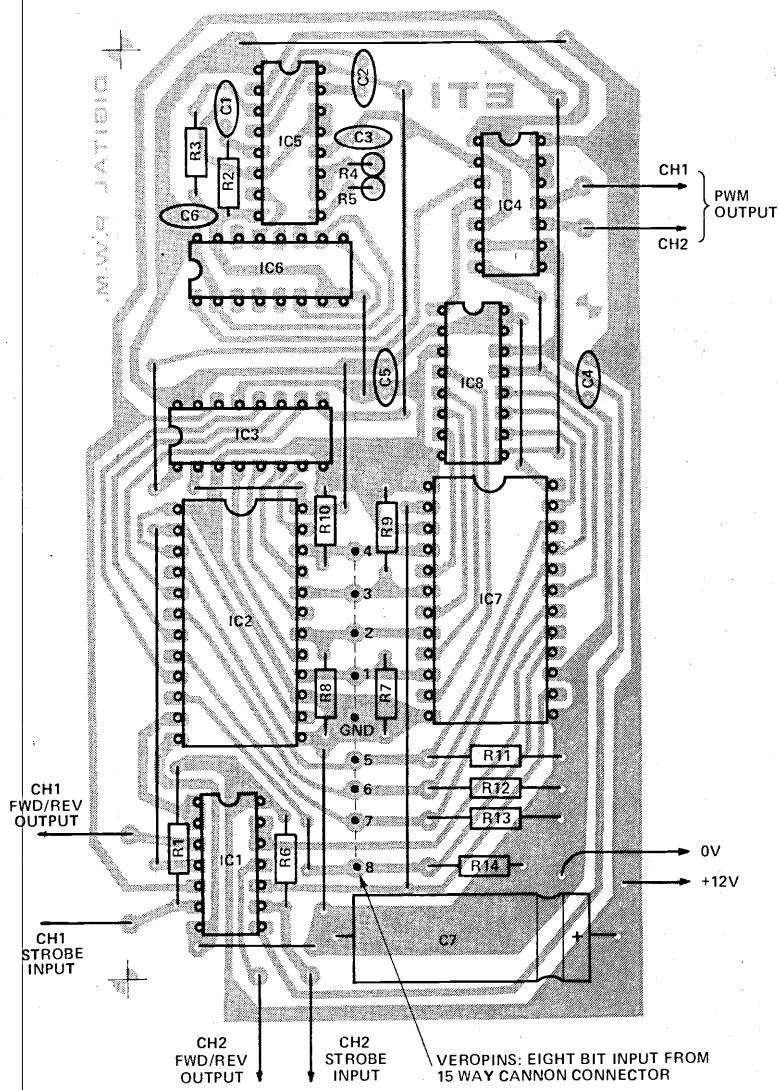 C2
C1
ETI
R3
IC5
C3
R4
R2
R5
C6
IC4
CH1
PWM
OUTPUT
CH2
DIGITAL P.W.M.
IC6
C5
IC8
C4
IC3
R10
R9
4
3
IC2
IC7
2
1
R8
R7
GND
5
R11
6
R12
7
R13
CH1
FWD/REV
OUTPUT
R1
IC1
R6
8
R14
0V
+12V
C7
+
CH1
STROBE
INPUT
CH2
FWD/REV
OUTPUT
CH2
STROBE
INPUT
VEROPINS: EIGHT BIT INPUT FROM
15 WAY CANNON CONNECTOR